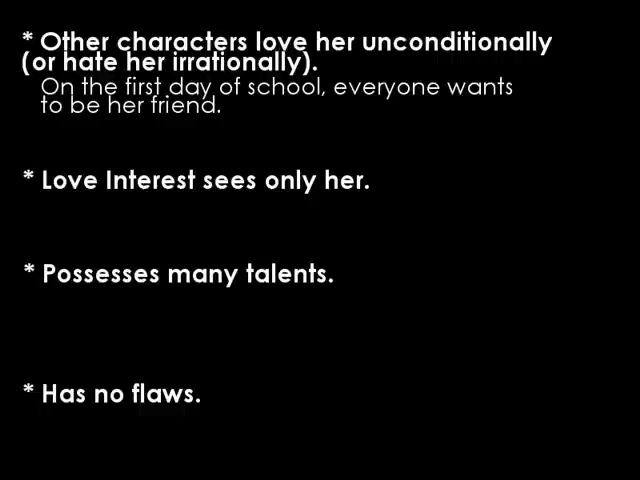 * Other characters love her unconditionally
(or hate her irrationally).
On the first day of school, everyone wants
to be her friend.
* Love Interest sees only her.
* Possesses many talents.
* Has no flaws.